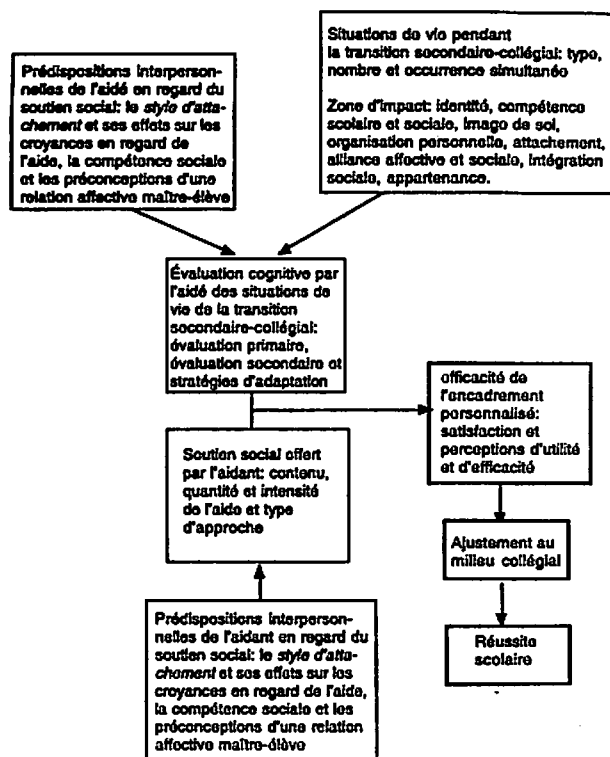 Prédispositions interperson-
nelles de l'aidé en regard du
soutien social: le style d'atta-
chement et ses effets sur les
croyances en regard de
l'aide, la compétence sociale
et les préconceptions d'une
relation affective maître-élève
Situations de vie pendant
la transition secondaire-collégial: type,
nombre et occurrence simultanée
Zone d'impact: identité, compétence
scolaire et sociale, image de soi,
organisation personnelle, attachement,
alliance affective et sociale, intégration
sociale, appartenance.
Évaluation cognitive par
l'aidé des situations de
vie de la transition
secondaire-collégial:
évaluation primaire,
évaluation secondaire et
stratégies d'adaptation
efficacité de
l'encadrement
personnalisé:
satisfaction et
perceptions d'utilité
et d'efficacité
Soutien social offert
par l'aidant: contenu,
quantité et intensité
de l'aide et type
d'approche
Ajustement au
milieu collégial
Prédispositions interperson-
nelles de l'aidant en regard du
soutien social: le style d'atta-
chement et ses effets sur les
croyances en regard de l'aide,
la compétence sociale et les
préconceptions d'une relation
affective maître-élève
Réussite
scolaire